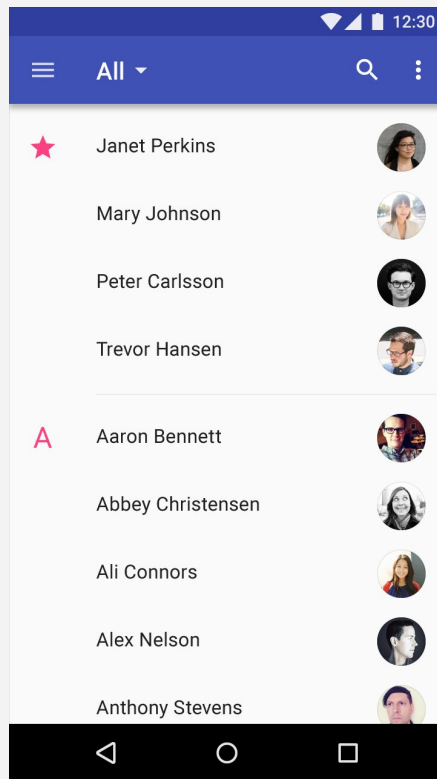 12:30
All
Janet Perkins
Mary Johnson
Peter Carlsson
Trevor Hansen
A
Aaron Bennett
Abbey Christensen
Ali Connors
Alex Nelson
Anthony Stevens